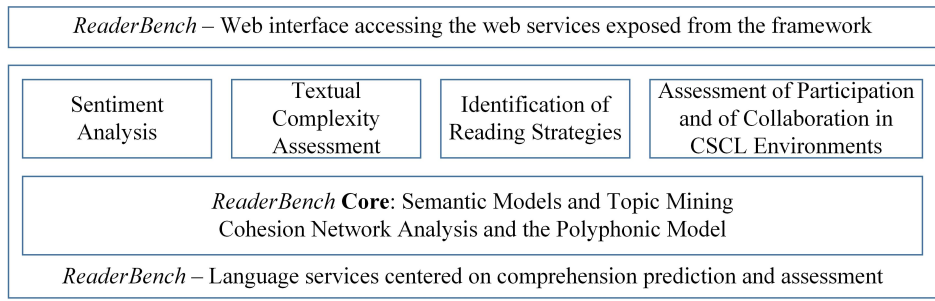 ReaderBench – Web interface accessing the web services exposed from the framework
Sentiment
Analysis
Textual
Complexity
Assessment
Identification of
Reading Strategies
Assessment of Participation
and of Collaboration in
CSCL Environments
ReaderBench Core: Semantic Models and Topic Mining
Cohesion Network Analysis and the Polyphonic Model
ReaderBench – Language services centered on comprehension prediction and assessment